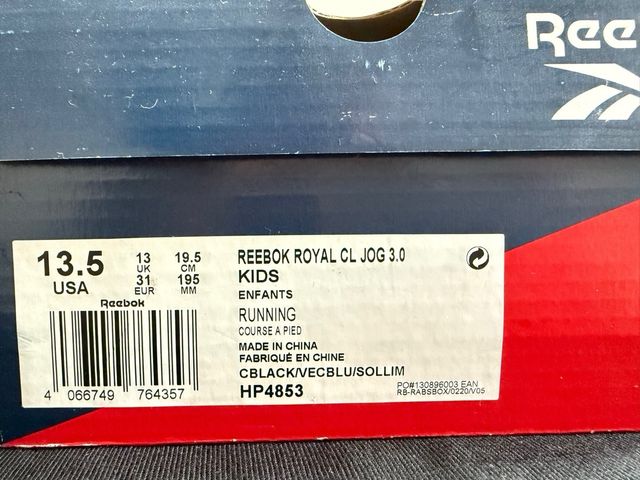 Ree
13.5
USA
13
UK
31
EUR
19.5
CM
195
MM
Reebok
4 066749 764357
REEBOK ROYAL CL JOG 3.0
KIDS
ENFANTS
RUNNING
COURSE A PIED
MADE IN CHINA
FABRIQUÉ EN CHINE
CBLACK/VECBLU/SOLLIM
HP4853
PO#130896003 EAN
RB-RABSBOX/0220/V05